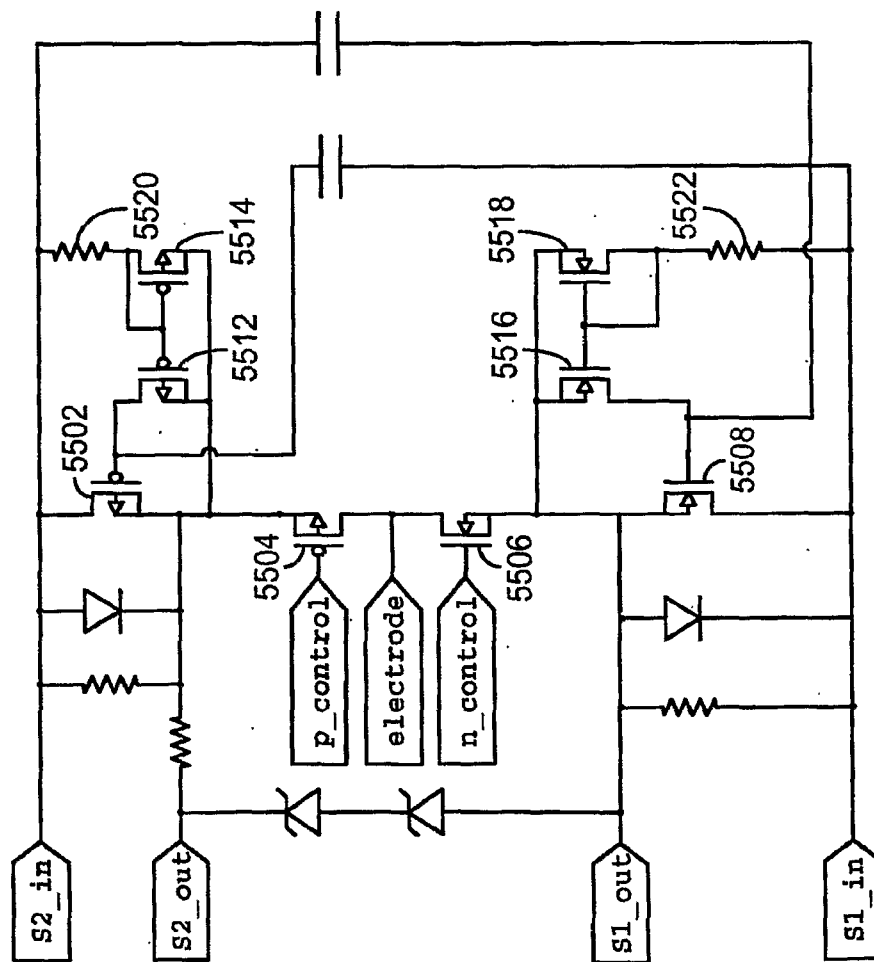 S2_in
S2_out
S1_out
S1_in
p_control
electrode
n_control
5502
5504
5506
5508
5512
5514
5516
5518
5520
5522